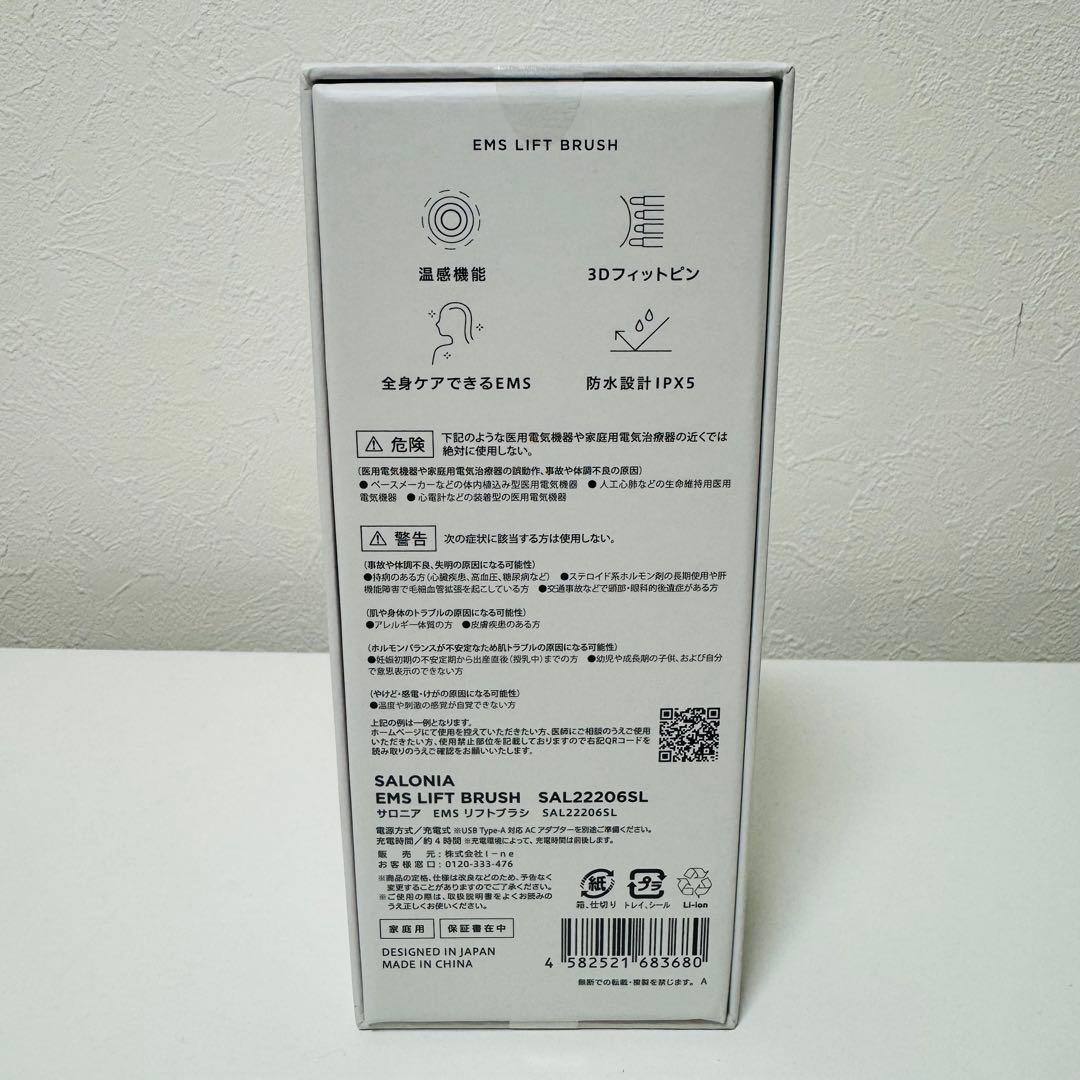 EMS LIFT BRUSH
温感機能
3Dフィットピン
全身ケアできるEMS
防水設計IPX5
危険
下記のような医用電気機器や家庭用電気治療器の近くでは
絶対に使用しない。
(医用電気機器や家庭用電気治療器の誤動作、事故や体調不良の原因)
●ペースメーカーなどの体内植込み型医用電気機器 ●人工心肺などの生命維持用医用
電気機器 ●心電計などの装着型の医用電気機器
警告
次の症状に該当する方は使用しない。
(事故や体調不良、失明の原因になる可能性)
●持病のある方(心臓疾患、高血圧、糖尿病など) ●ステロイド系ホルモン剤の長期使用や肝
機能障害で毛細血管拡張を起こしている方 ●交通事故などで頭部・眼科的後遺症がある方
(肌や身体のトラブルの原因になる可能性)
●アレルギー体質の方 ●皮膚疾患のある方
(ホルモンバランスが不安定なため肌トラブルの原因になる可能性)
●妊娠初期の不安定期から出産直後(授乳中)までの方 ●幼児や成長期の子供、および自分
で意思表示のできない方
(やけど・感電・けがの原因になる可能性)
●温度や刺激の感覚が自覚できない方
上記の例は一例となります。
ホームページにて使用を控えていただきたい方、医師にご相談のうえご使用
いただきたい方、使用禁止部位を記載しておりますので右記QRコードを
読み取りのうえご確認をお願いいたします。
SALONIA
EMS LIFT BRUSH SAL22206SL
サロニア EMS リフトブラシ SAL22206SL
電源方式/充電式 ※USB Type-A 対応 AC アダプターを別途ご準備ください。
充電時間/約4時間 ※充電環境によって、充電時間は前後します。
販売元:株式会社I-ne
お客様窓口:0120-333-476
※商品の定格、仕様は改良などのため、予告なく
変更することがありますのでご了承ください。
※ご使用の際は、取扱説明書をよくお読みの
うえ正しくお使いください。
紙
箱、仕切り
プラ
トレイ、シール
Li-ion
家庭用
保証書在中
DESIGNED IN JAPAN
MADE IN CHINA
4 582521 683680
無断での転載・複製を禁じます。 A